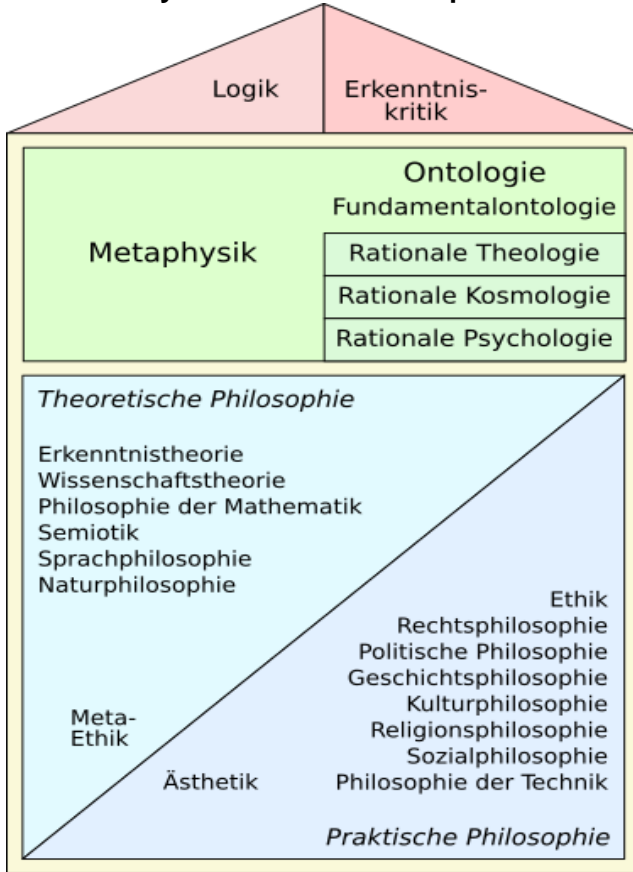 Logik
Erkenntnis-
kritik
Metaphysik
Ontologie
Fundamentalontologie
Rationale Theologie
Rationale Kosmologie
Rationale Psychologie
Theoretische Philosophie
Erkenntnistheorie
Wissenschaftstheorie
Philosophie der Mathematik
Semiotik
Sprachphilosophie
Naturphilosophie
Meta-
Ethik
Ästhetik
Ethik
Rechtsphilosophie
Politische Philosophie
Geschichtsphilosophie
Kulturphilosophie
Religionsphilosophie
Sozialphilosophie
Philosophie der Technik
Praktische Philosophie